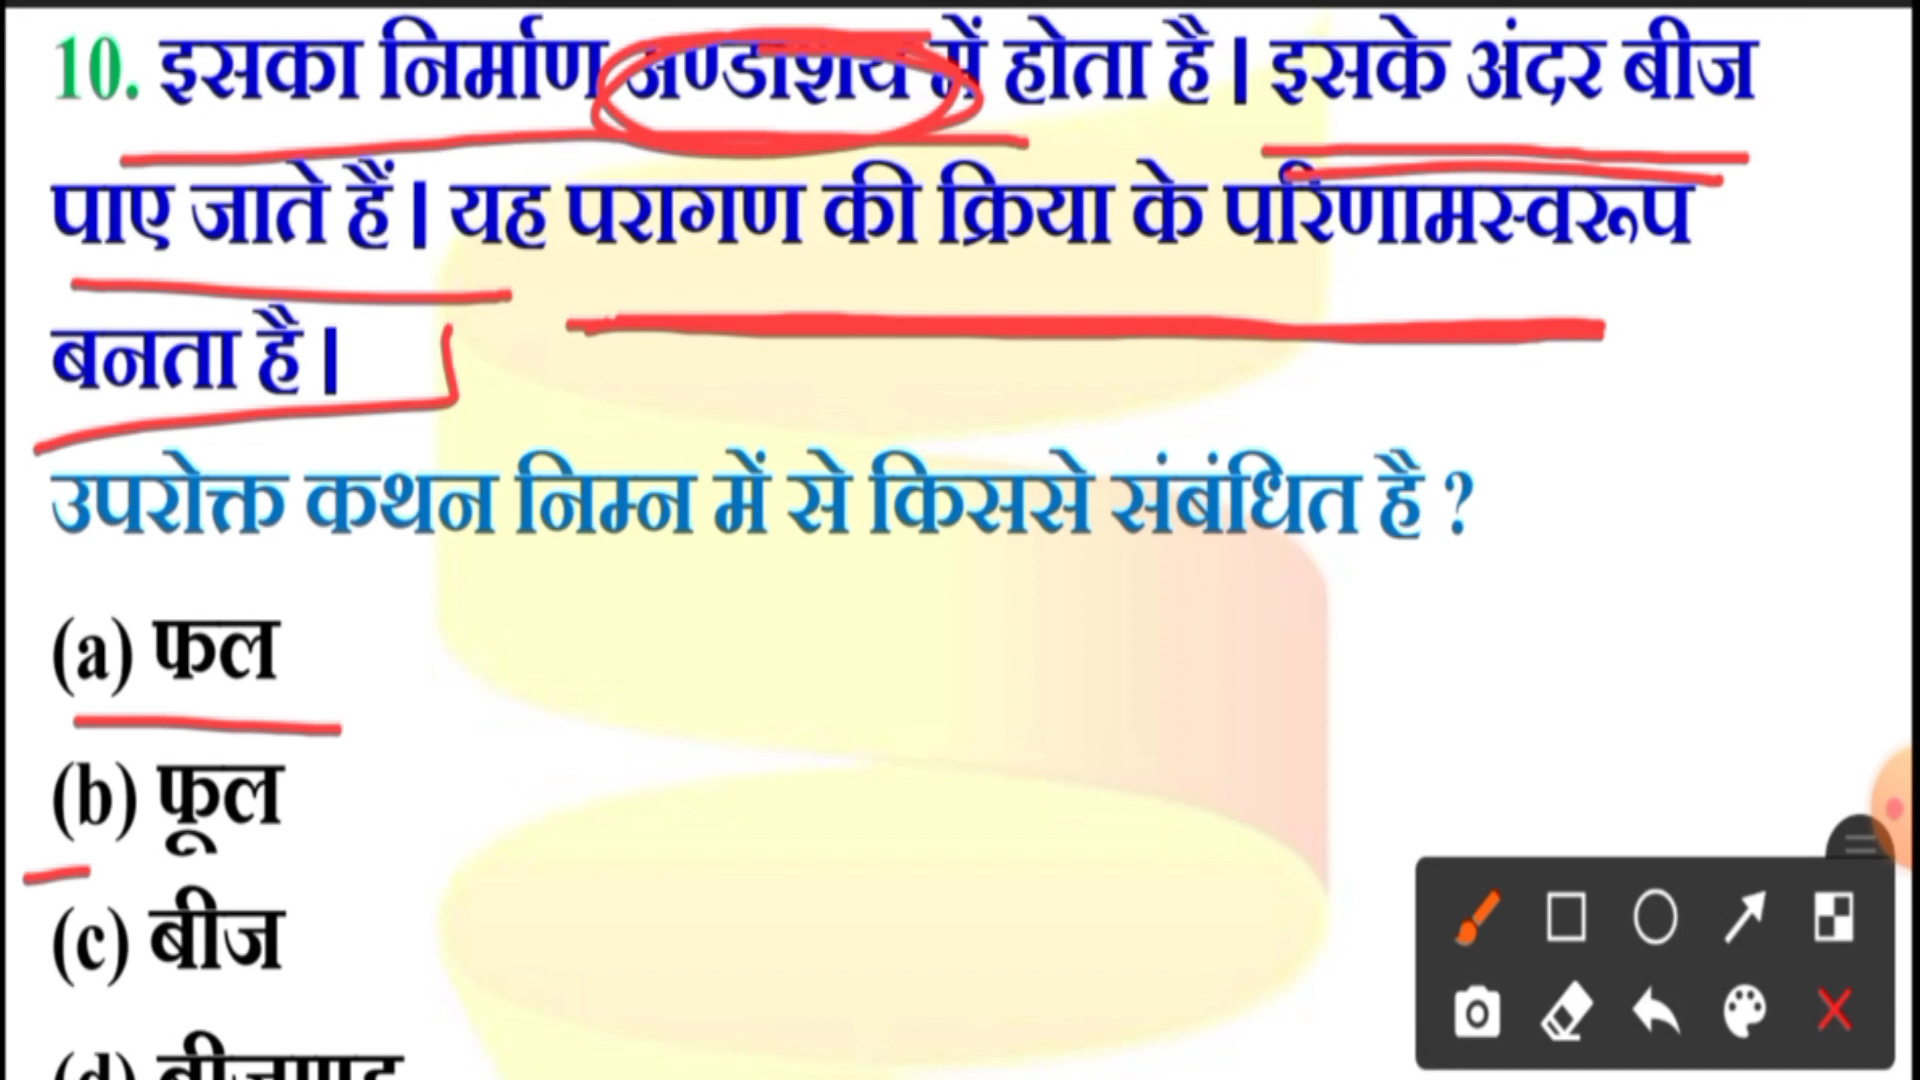 10. इसका निर्माण अण्डाशय में होता है। इसके अंदर बीज
पाए जाते हैं। यह परागण की क्रिया के परिणामस्वरूप
बनता है।
उपरोक्त कथन निम्न में से किससे संबंधित है ?
(a) फल
(b) फूल
(c) बीज
(d)